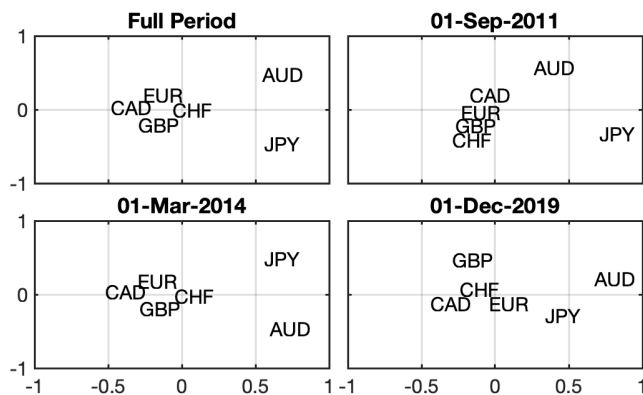 Full Period
01-Sep-2011
1
0
-1
AUD
EUR
CAD
CHF
GBP
JPY
AUD
CAD
EUR
GBP
CHF
JPY
01-Mar-2014
01-Dec-2019
1
0
-1
JPY
EUR
CAD
CHF
GBP
AUD
GBP
AUD
CHF
CAD
EUR
JPY
-1 -0.5 0 0.5 1
-1 -0.5 0 0.5 1